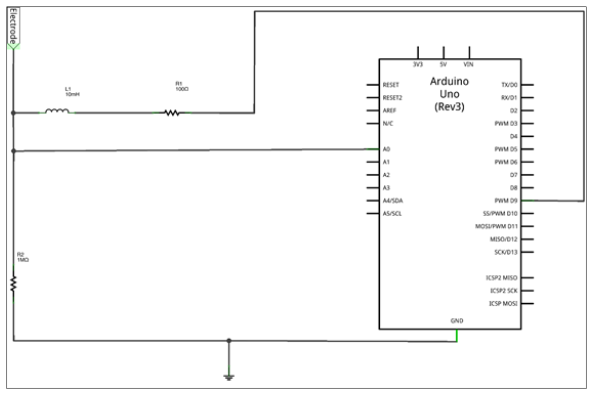 Electrode
L1
10mH
R1
100Ω
R2
1MΩ
3V3
5V
VIN
Arduino
Uno
(Rev3)
RESET
RESET2
AREF
N/C
A0
A1
A2
A3
A4/SDA
A5/SCL
TX/D0
RX/D1
D2
PWM D3
D4
PWM D5
PWM D6
D7
D8
PWM D9
SS/PWM D10
MOSI/PWM D11
MISO/D12
SCK/D13
ICSP2 MISO
ICSP2 SCK
ICSP MOSI
GND